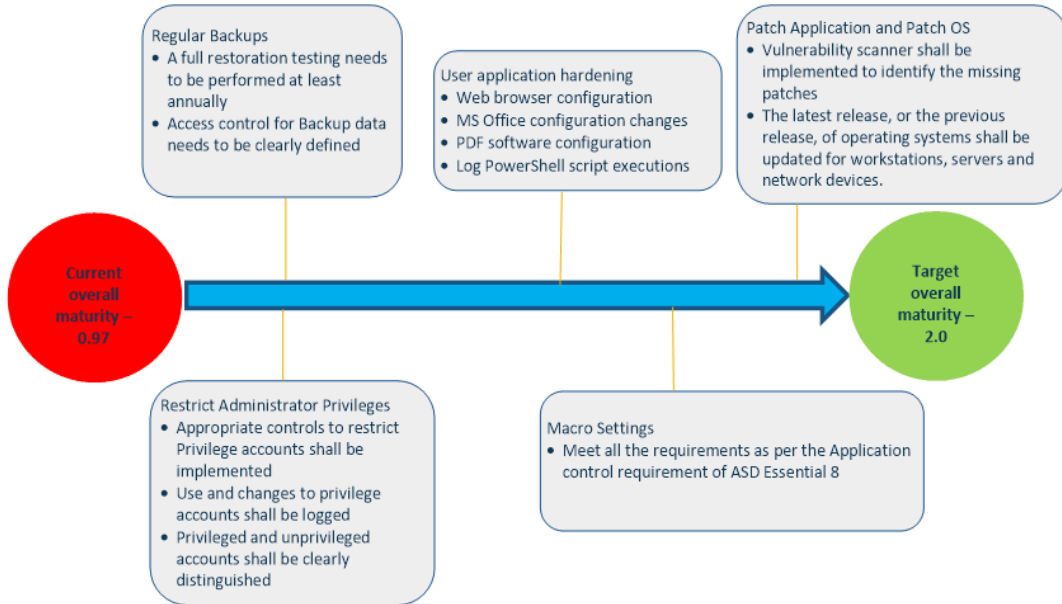 Regular Backups
• A full restoration testing needs
to be performed at least
annually
• Access control for Backup data
needs to be clearly defined
User application hardening
• Web browser configuration
• MS Office configuration changes
• PDF software configuration
• Log PowerShell script executions
Patch Application and Patch OS
• Vulnerability scanner shall be
implemented to identify the missing
patches
• The latest release, or the previous
release, of operating systems shall be
updated for workstations, servers and
network devices.
Current
overall
maturity –
0.97
Target
overall
maturity –
2.0
Restrict Administrator Privileges
• Appropriate controls to restrict
Privilege accounts shall be
implemented
• Use and changes to privilege
accounts shall be logged
• Privileged and unprivileged
accounts shall be clearly
distinguished
Macro Settings
• Meet all the requirements as per the Application
control requirement of ASD Essential 8